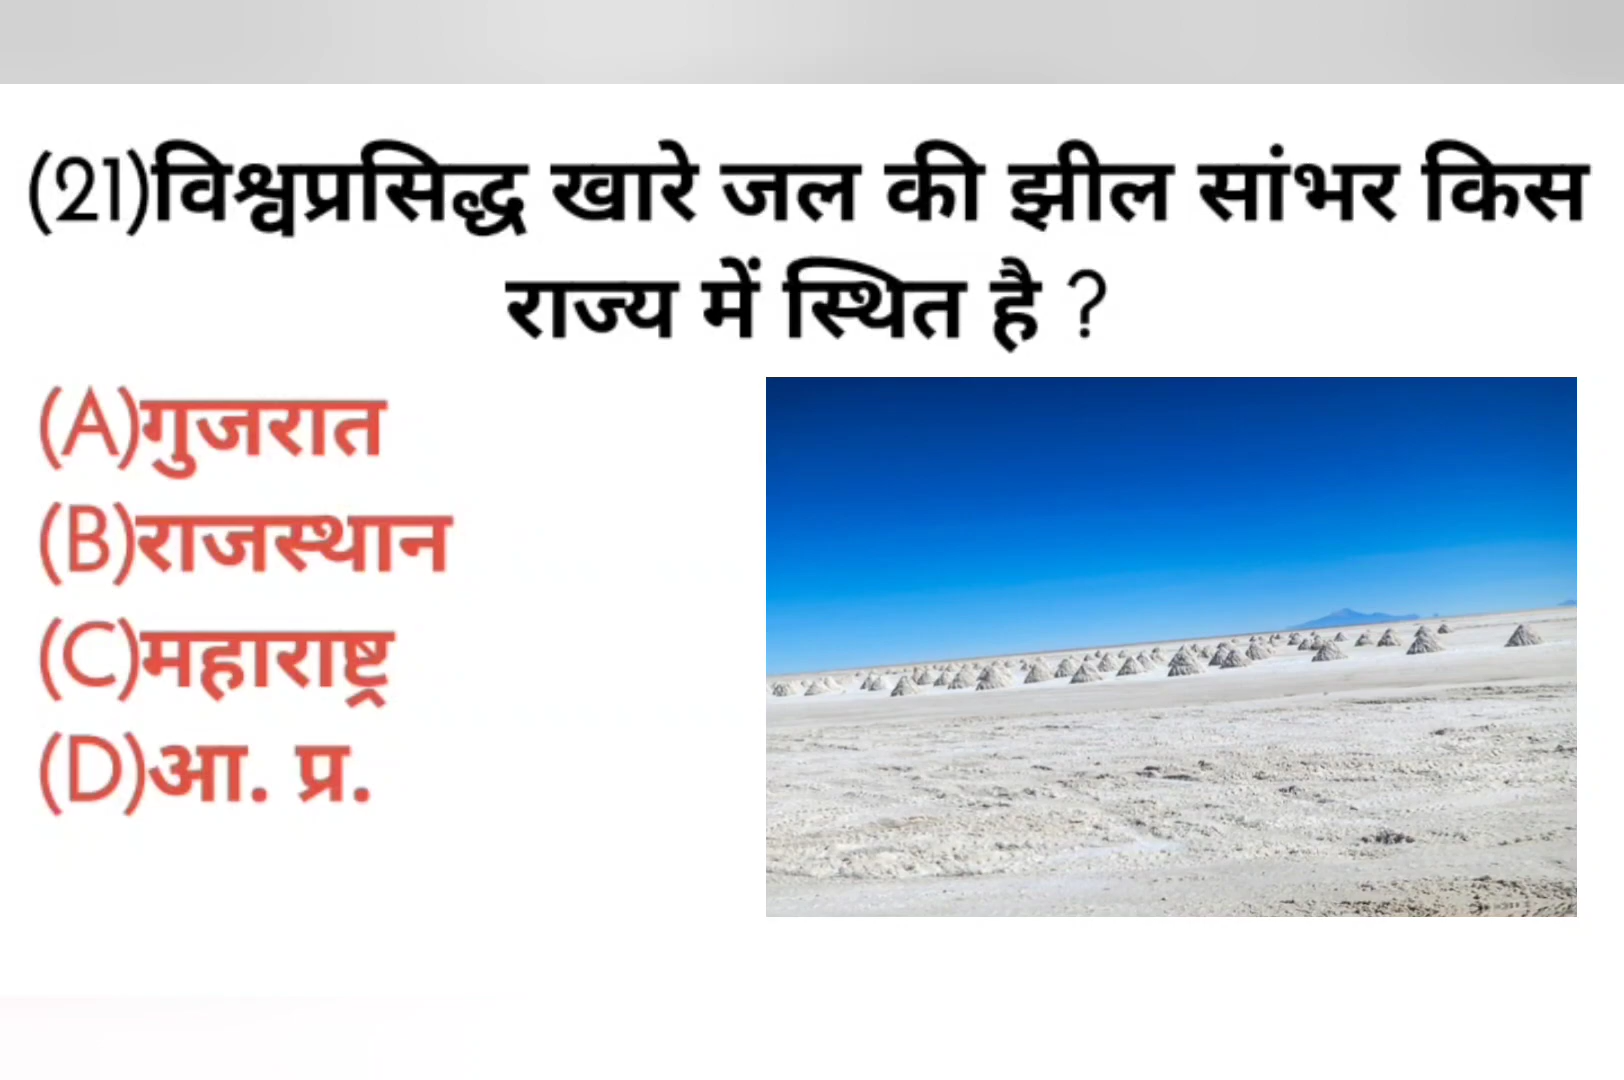 (21)विश्वप्रसिद्ध खारे जल की झील सांभर किस
राज्य में स्थित है ?
(A)गुजरात
(B)राजस्थान
(C)महाराष्ट्र
(D)आ. प्र.